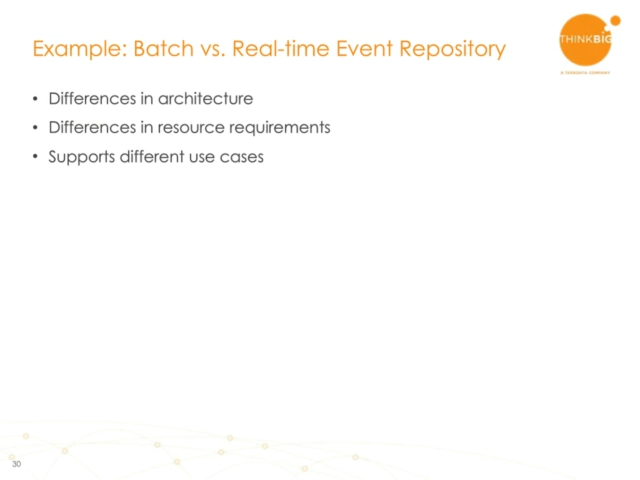 Example: Batch vs. Real-time Event Repository
THINKBIG
A TERADATA COMPANY
• Differences in architecture
• Differences in resource requirements
• Supports different use cases
30